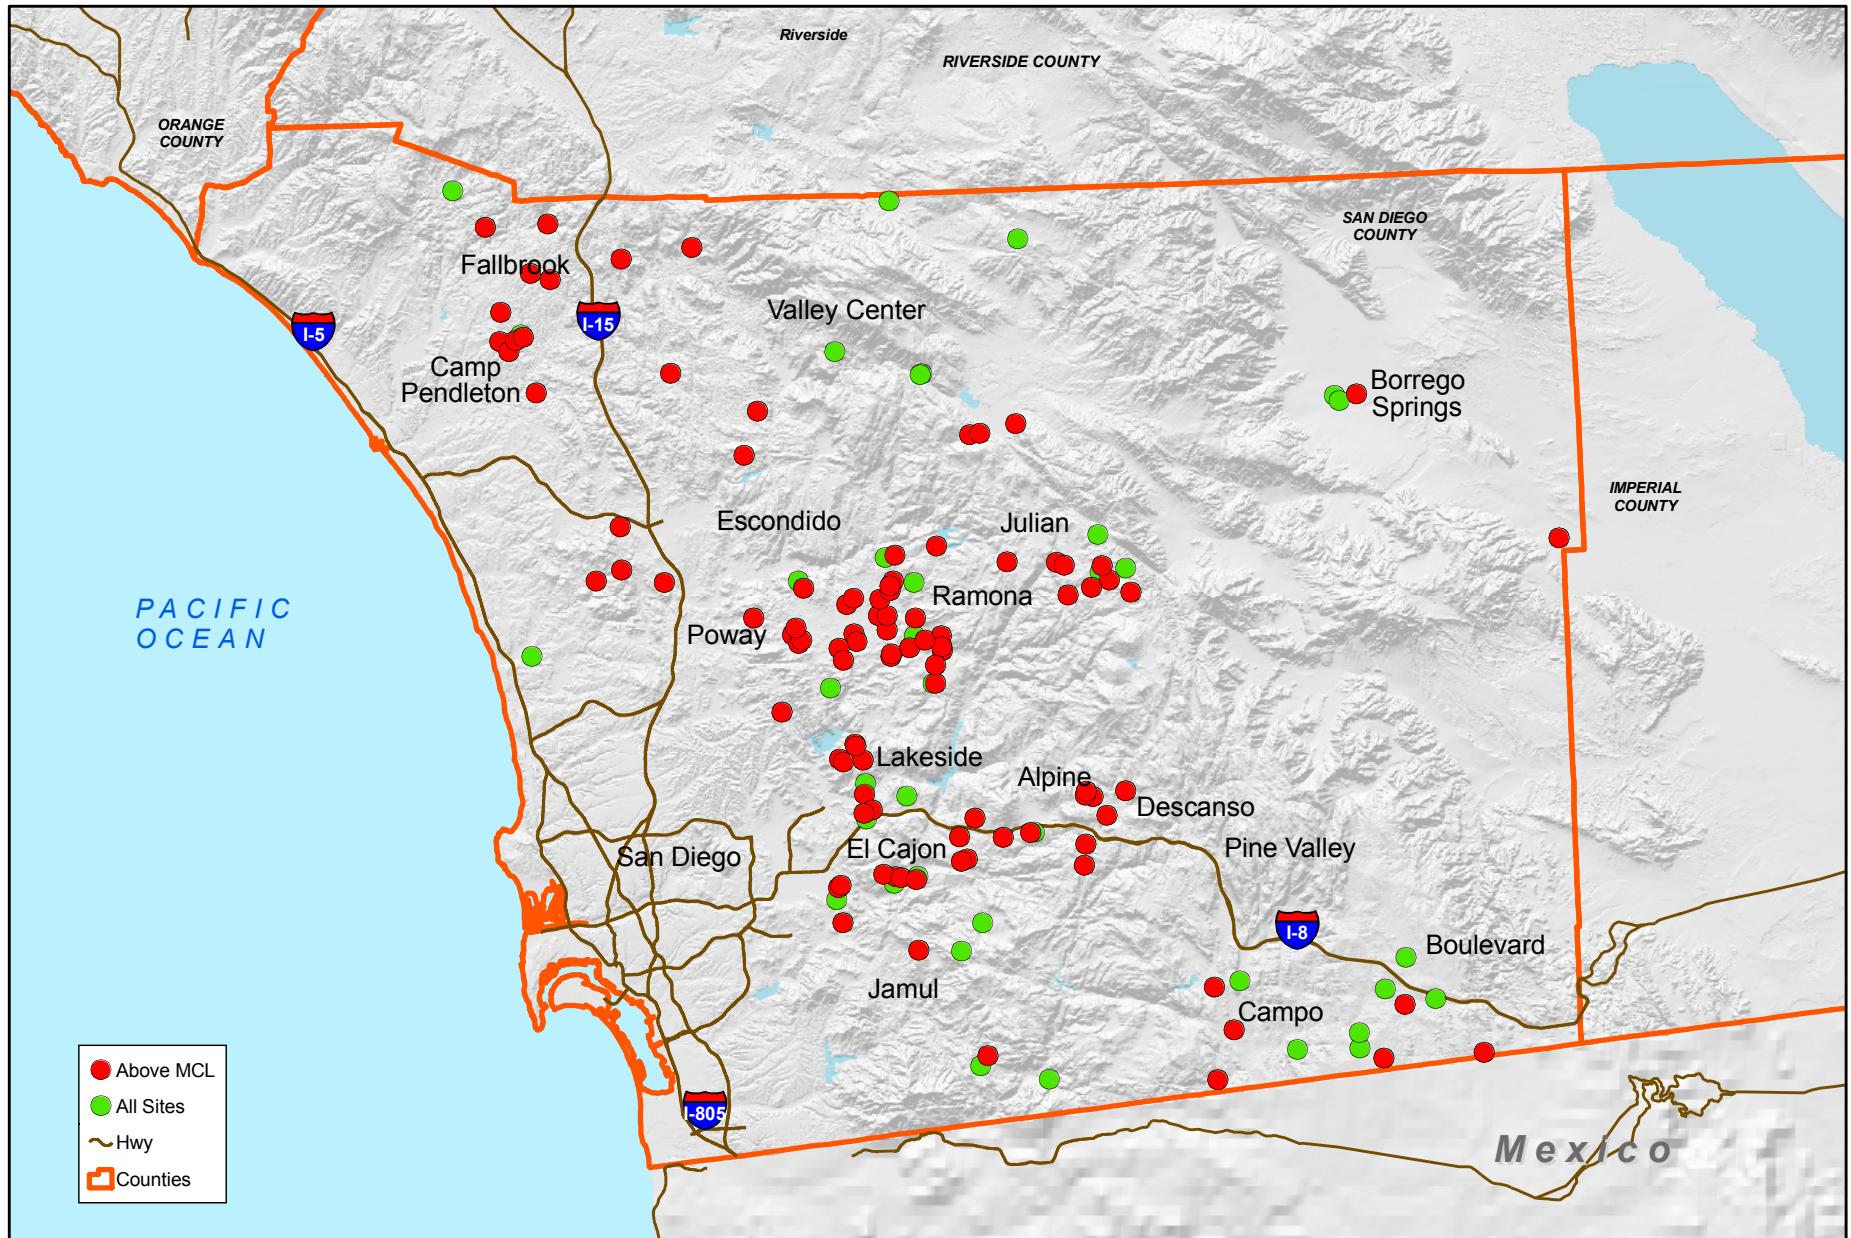 Riverside
RIVERSIDE COUNTY
ORANGE
COUNTY
SAN DIEGO
COUNTY
Fallbrook
Valley Center
I-5
I-15
Camp
Pendleton
Borrego
Springs
IMPERIAL
COUNTY
Escondido
Julian
PACIFIC
OCEAN
Ramona
Poway
Lakeside
Alpine
Descanso
San Diego
El Cajon
Pine Valley
I-8
Boulevard
Jamul
Campo
Above MCL
All Sites
Hwy
Counties
I-805
Mexico